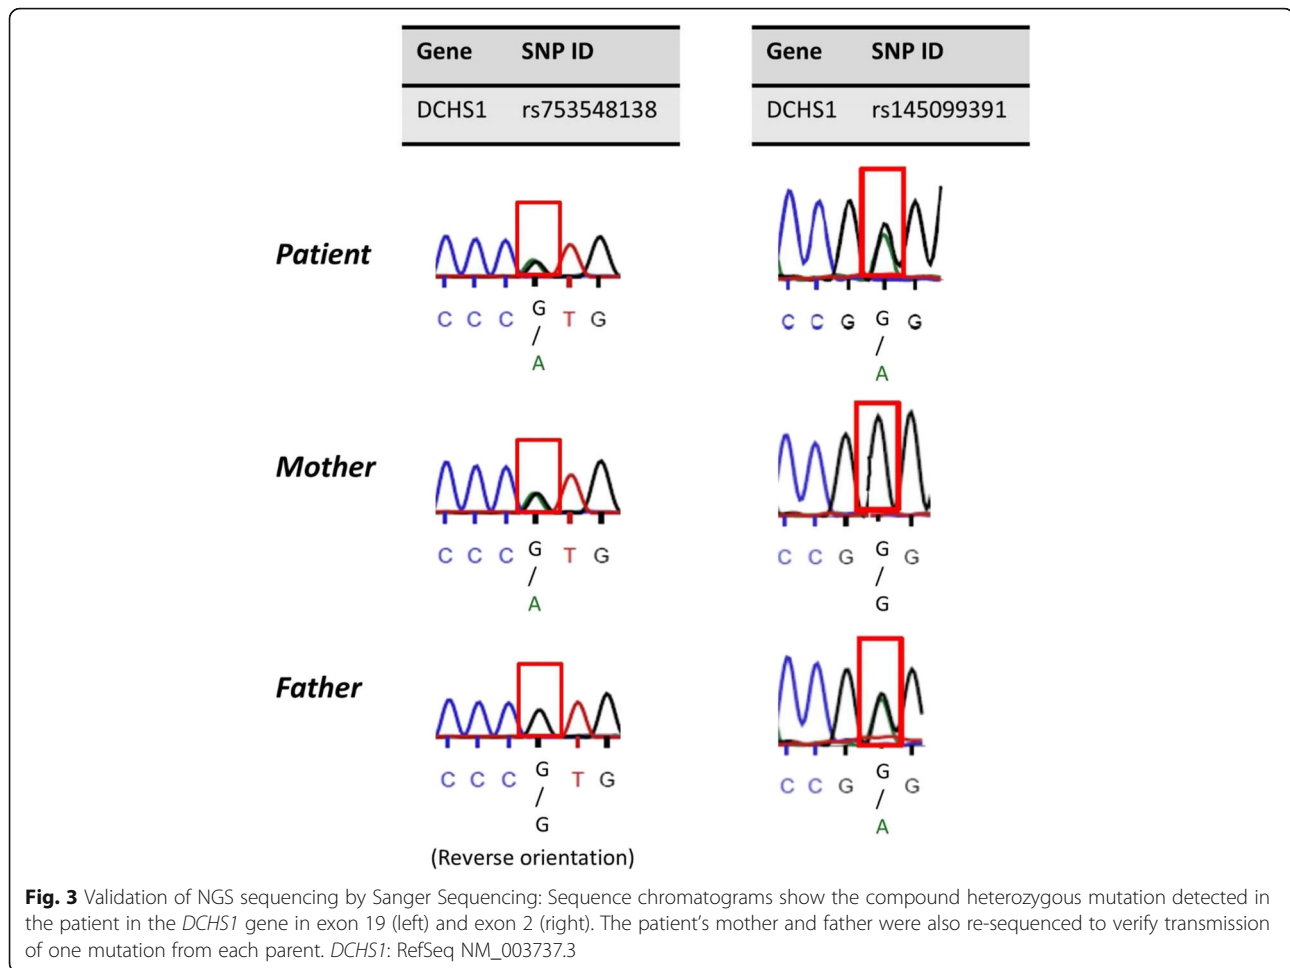 Gene SNP ID
DCHS1 rs753548138
Gene SNP ID
DCHS1 rs145099391
Patient
C C C G T G
/
A
C C G G G
/
A
Mother
C C C G T G
/
A
C C G G G
/
G
Father
C C C G T G
/
G
(Reverse orientation)
C C G G G
/
A
Fig. 3 Validation of NGS sequencing by Sanger Sequencing: Sequence chromatograms show the compound heterozygous mutation detected in
the patient in the DCHS1 gene in exon 19 (left) and exon 2 (right). The patient's mother and father were also re-sequenced to verify transmission
of one mutation from each parent. DCHS1: RefSeq NM_003737.3